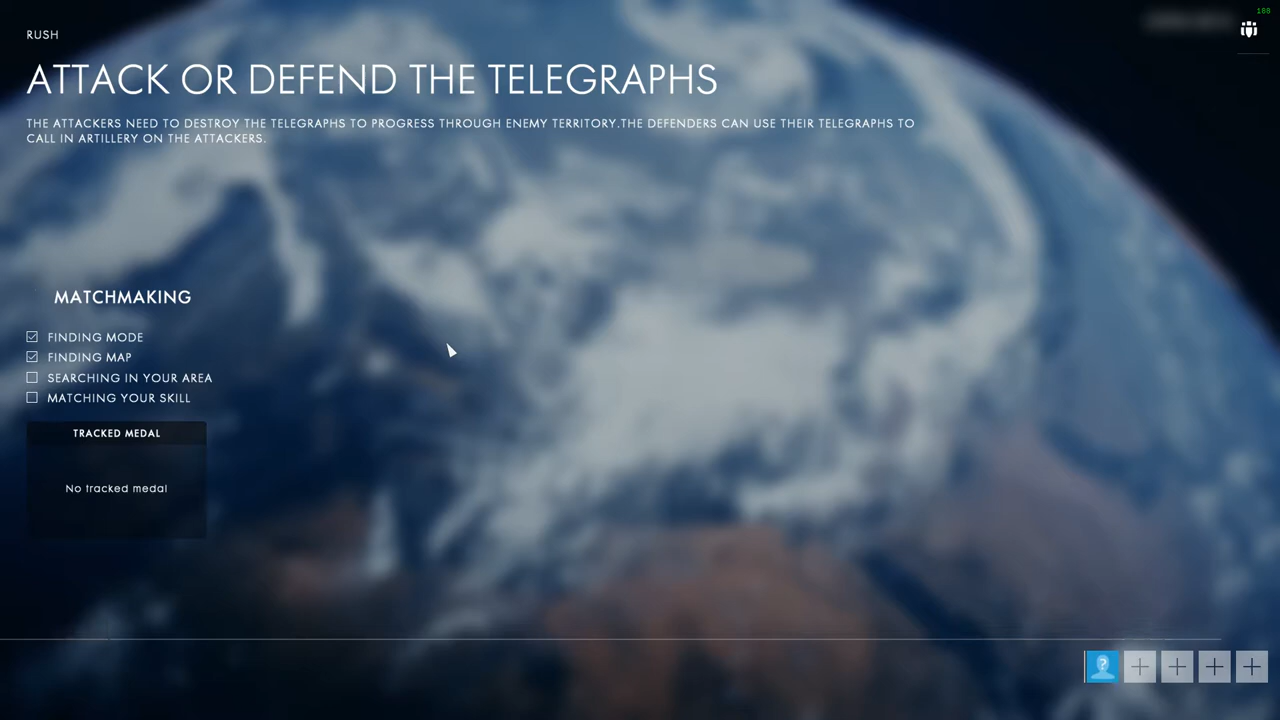 188
RUSH
ATTACK OR DEFEND THE TELEGRAPHS
THE ATTACKERS NEED TO DESTROY THE TELEGRAPHS TO PROGRESS THROUGH ENEMY TERRITORY.THE DEFENDERS CAN USE THEIR TELEGRAPHS TO
CALL IN ARTILLERY ON THE ATTACKERS.
MATCHMAKING
FINDING MODE
FINDING MAP
SEARCHING IN YOUR AREA
MATCHING YOUR SKILL
TRACKED MEDAL
No tracked medal
?